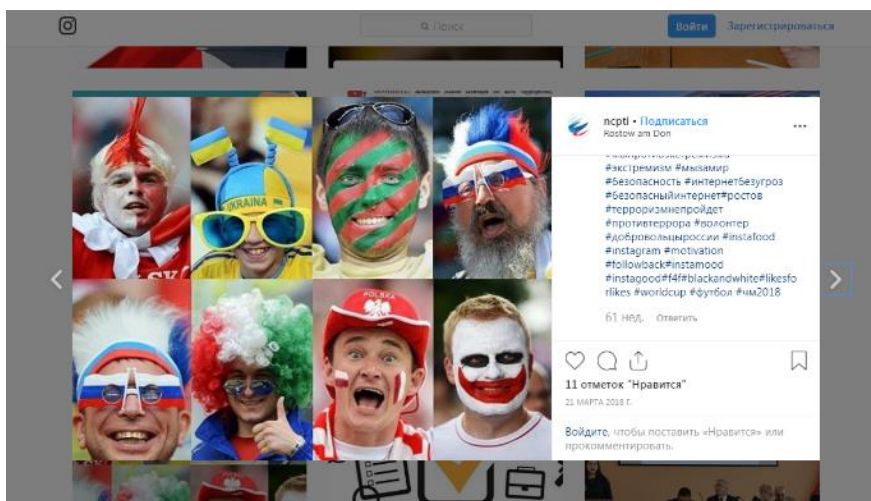 Поиск
Войти
Зарегистрироваться
UKRAINA
SK
POLSKA
ncpti • Подписаться
Rostow am Don
#экстремизм #мызамир
#безопасность #интернетбезугроз
#безопасныйинтернет#ростов
#терроризмнепройдет
#противтеррора #волонтер
#добровольцыроссии #instafood
#instagram #motivation
#followback#instamood
#instagood#f4f#blackandwhite#likesfo
rlikes #worldcup #футбол #чм2018
61 нед. Ответить
11 отметок "Нравится"
21 МАРТА 2018 Г.
Войдите, чтобы поставить «Нравится» или
прокомментировать.